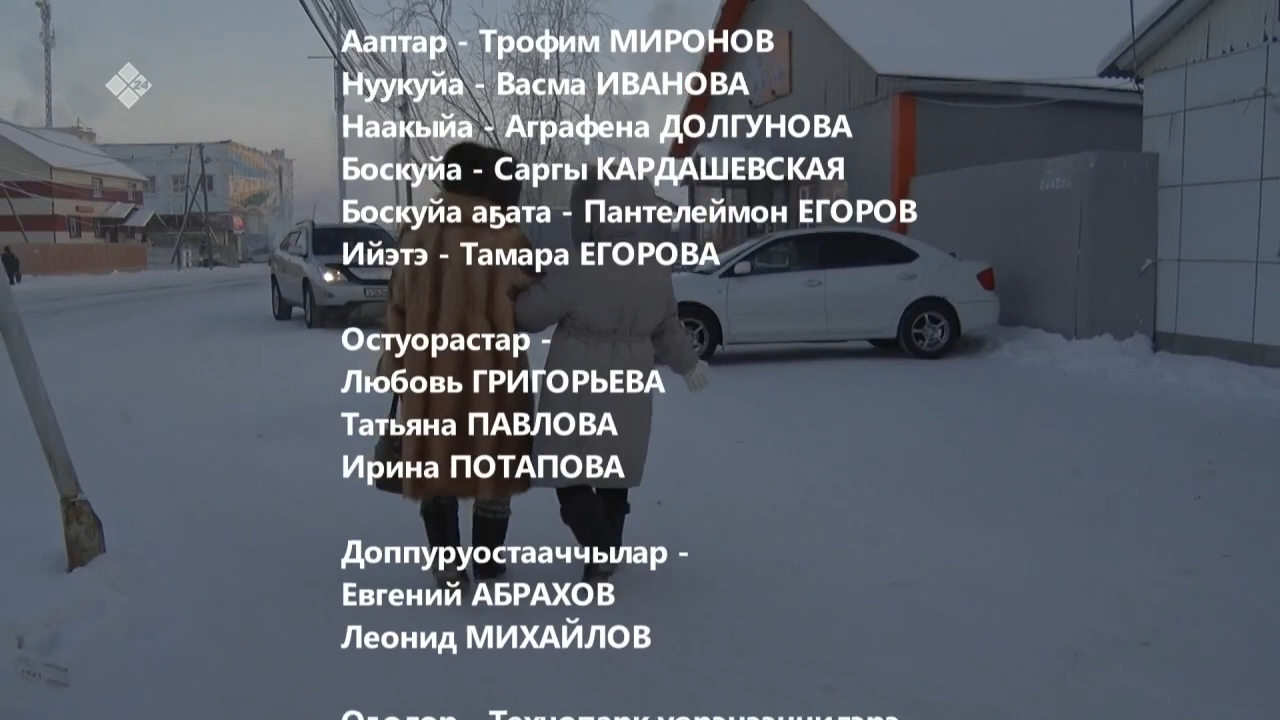 Ааптар - Трофим МИРОНОВ
Нуукуйа - Васма ИВАНОВА
Наакыйа - Аграфена ДОЛГУНОВА
Боскуйа - Саргы КАРДАШЕВСКАЯ
Боскуйа аҕата - Пантелеймон ЕГОРОВ
Ийэтэ - Тамара ЕГОРОВА
Остуорастар -
Любовь ГРИГОРЬЕВА
Татьяна ПАВЛОВА
Ирина ПОТАПОВА
Доппуруостааччылар -
Евгений АБРАХОВ
Леонид МИХАЙЛОВ